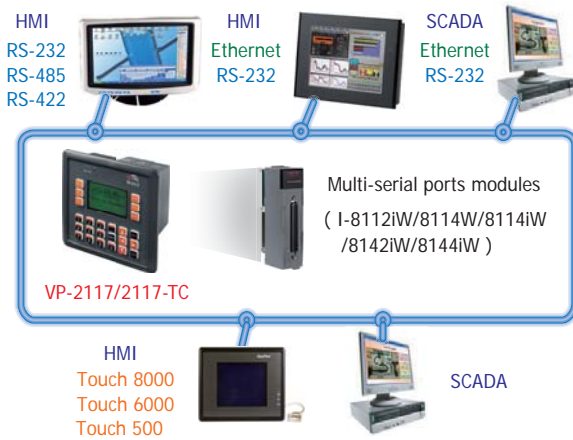 HMI
RS-232
RS-485
RS-422
HMI
Ethernet
RS-232
SCADA
Ethernet
RS-232
Multi-serial ports modules
( I-8112iW/8114W/8114iW
/8142iW/8144iW )
VP-2117/2117-TC
HMI
Touch 8000
Touch 6000
Touch 500
SCADA